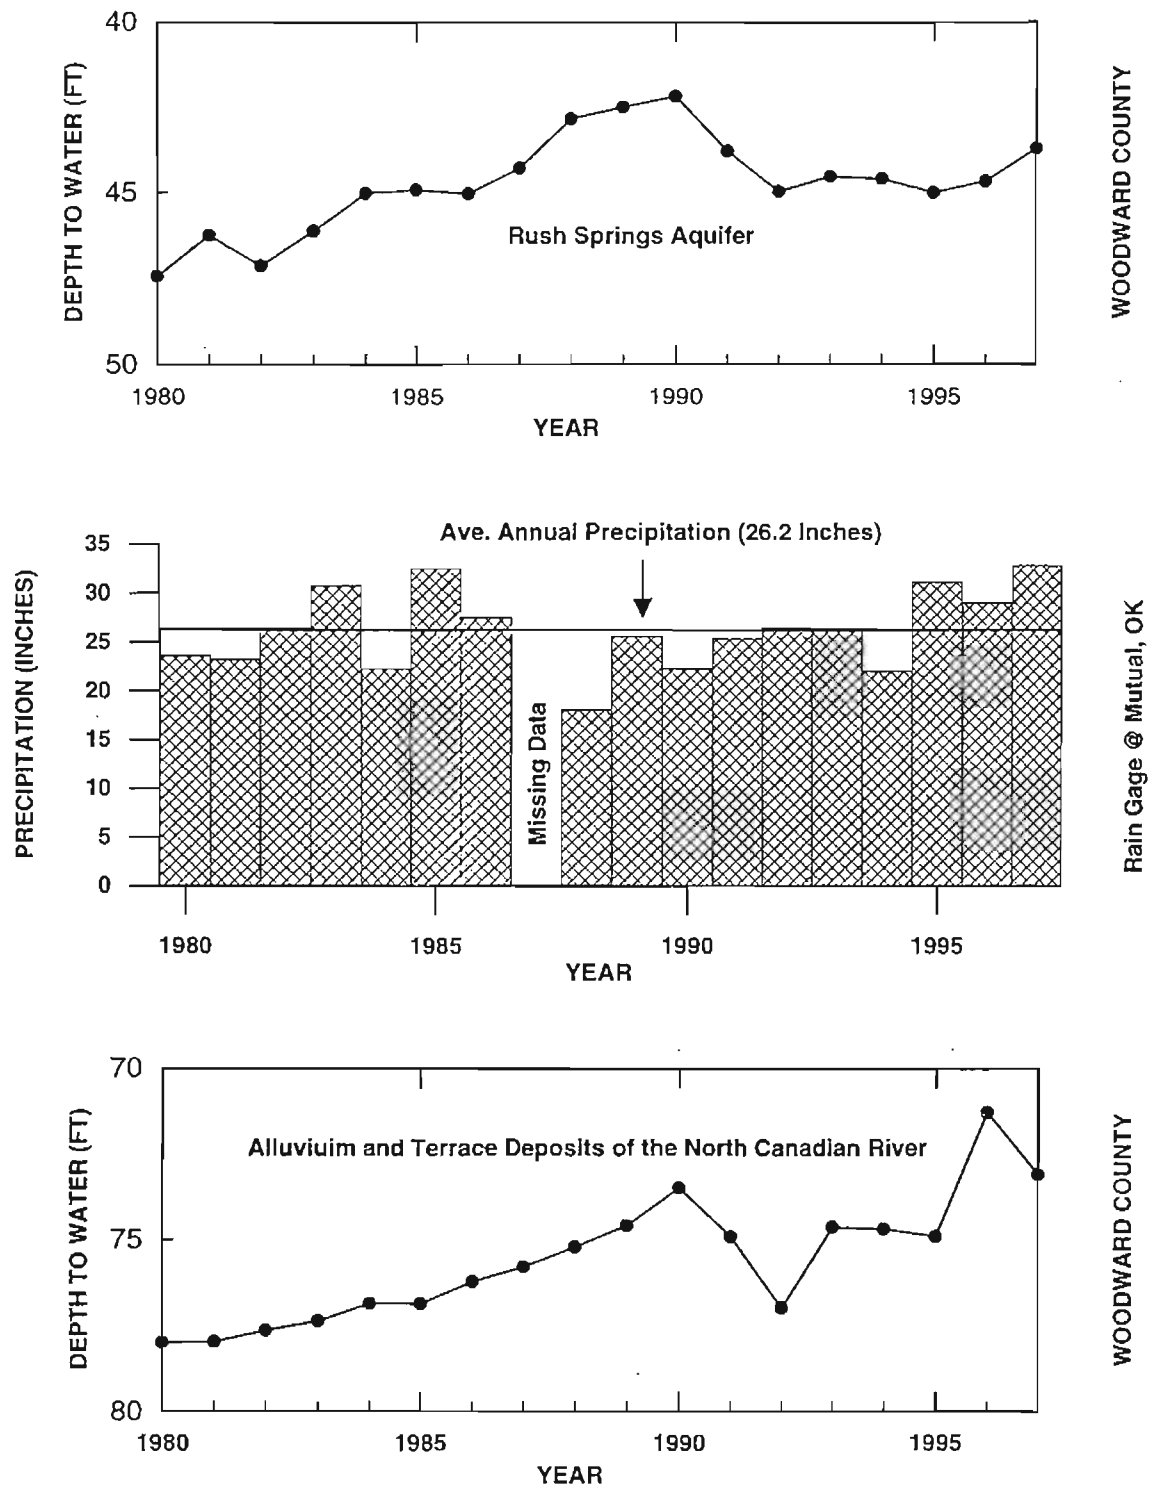 40
45
50
DEPTH TO WATER (FT)
Rush Springs Aquifer
WOODWARD COUNTY
1980 1985 1990 1995
YEAR
Ave. Annual Precipitation (26.2 Inches)
35
30
25
20
15
10
5
0
PRECIPITATION (INCHES)
Missing Data
Rain Gage @ Mutual, OK
1980 1985 1990 1995
YEAR
70
75
80
DEPTH TO WATER (FT)
Alluviuim and Terrace Deposits of the North Canadian River
WOODWARD COUNTY
1980 1985 1990 1995
YEAR